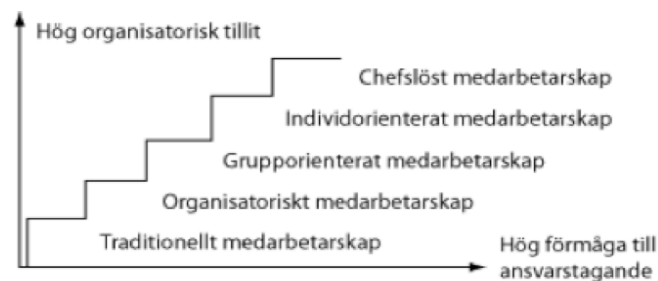 Hög organisatorisk tillit
Chefslöst medarbetarskap
Individorienterat medarbetarskap
Grupporienterat medarbetarskap
Organisatoriskt medarbetarskap
Traditionellt medarbetarskap
Hög förmåga till
ansvarstagande